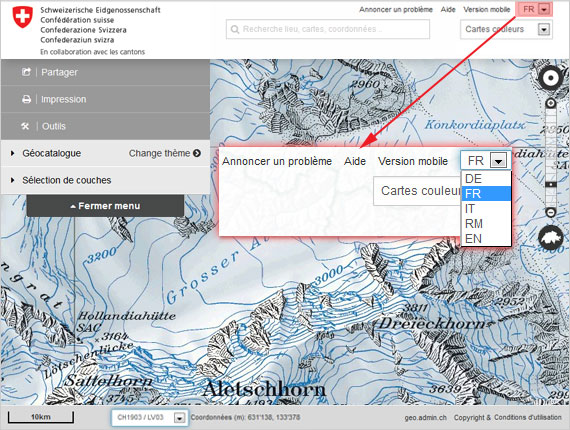 Schweizerische Eidgenossenschaft
Confédération suisse
Confederazione Svizzera
Confederaziun svizra
En collaboration avec les cantons
Annoncer un problème Aide Version mobile FR
Recherche lieu, cartes, coordonnées...
Cartes couleurs
Partager
Impression
Outils
Géocatalogue Change thème
Sélection de couches
Fermer menu
2960
Konkordiaplatz
Annoncer un problème Aide Version mobile FR
Cartes couleur
DE
FR
IT
RM
EN
3200
3000
Grosser A
Hollandiahütte
SAC
3164
Lötschenlücke
Sattelhorn
Aletschhorn
Dreieckhorn
2952
10km
CH1903 / LV03
Coordonnées (m): 631'138, 133'378
geo.admin.ch Copyright & Conditions d'utilisation